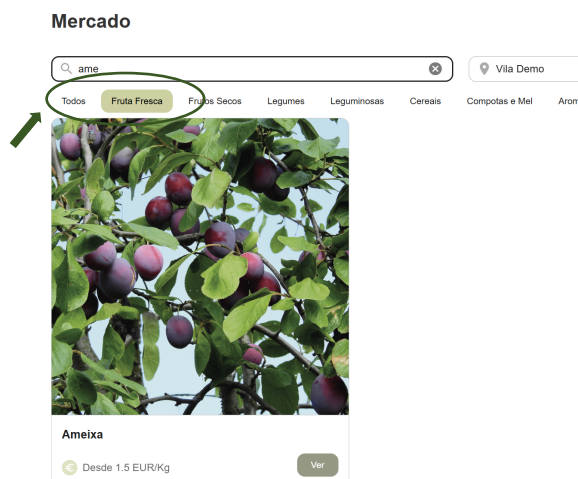 Mercado
ame Vila Demo
Todos Fruta Fresca Frutos Secos Legumes Leguminosas Cereais Compotas e Mel Arom
Ameixa
€ Desde 1.5 EUR/Kg Ver